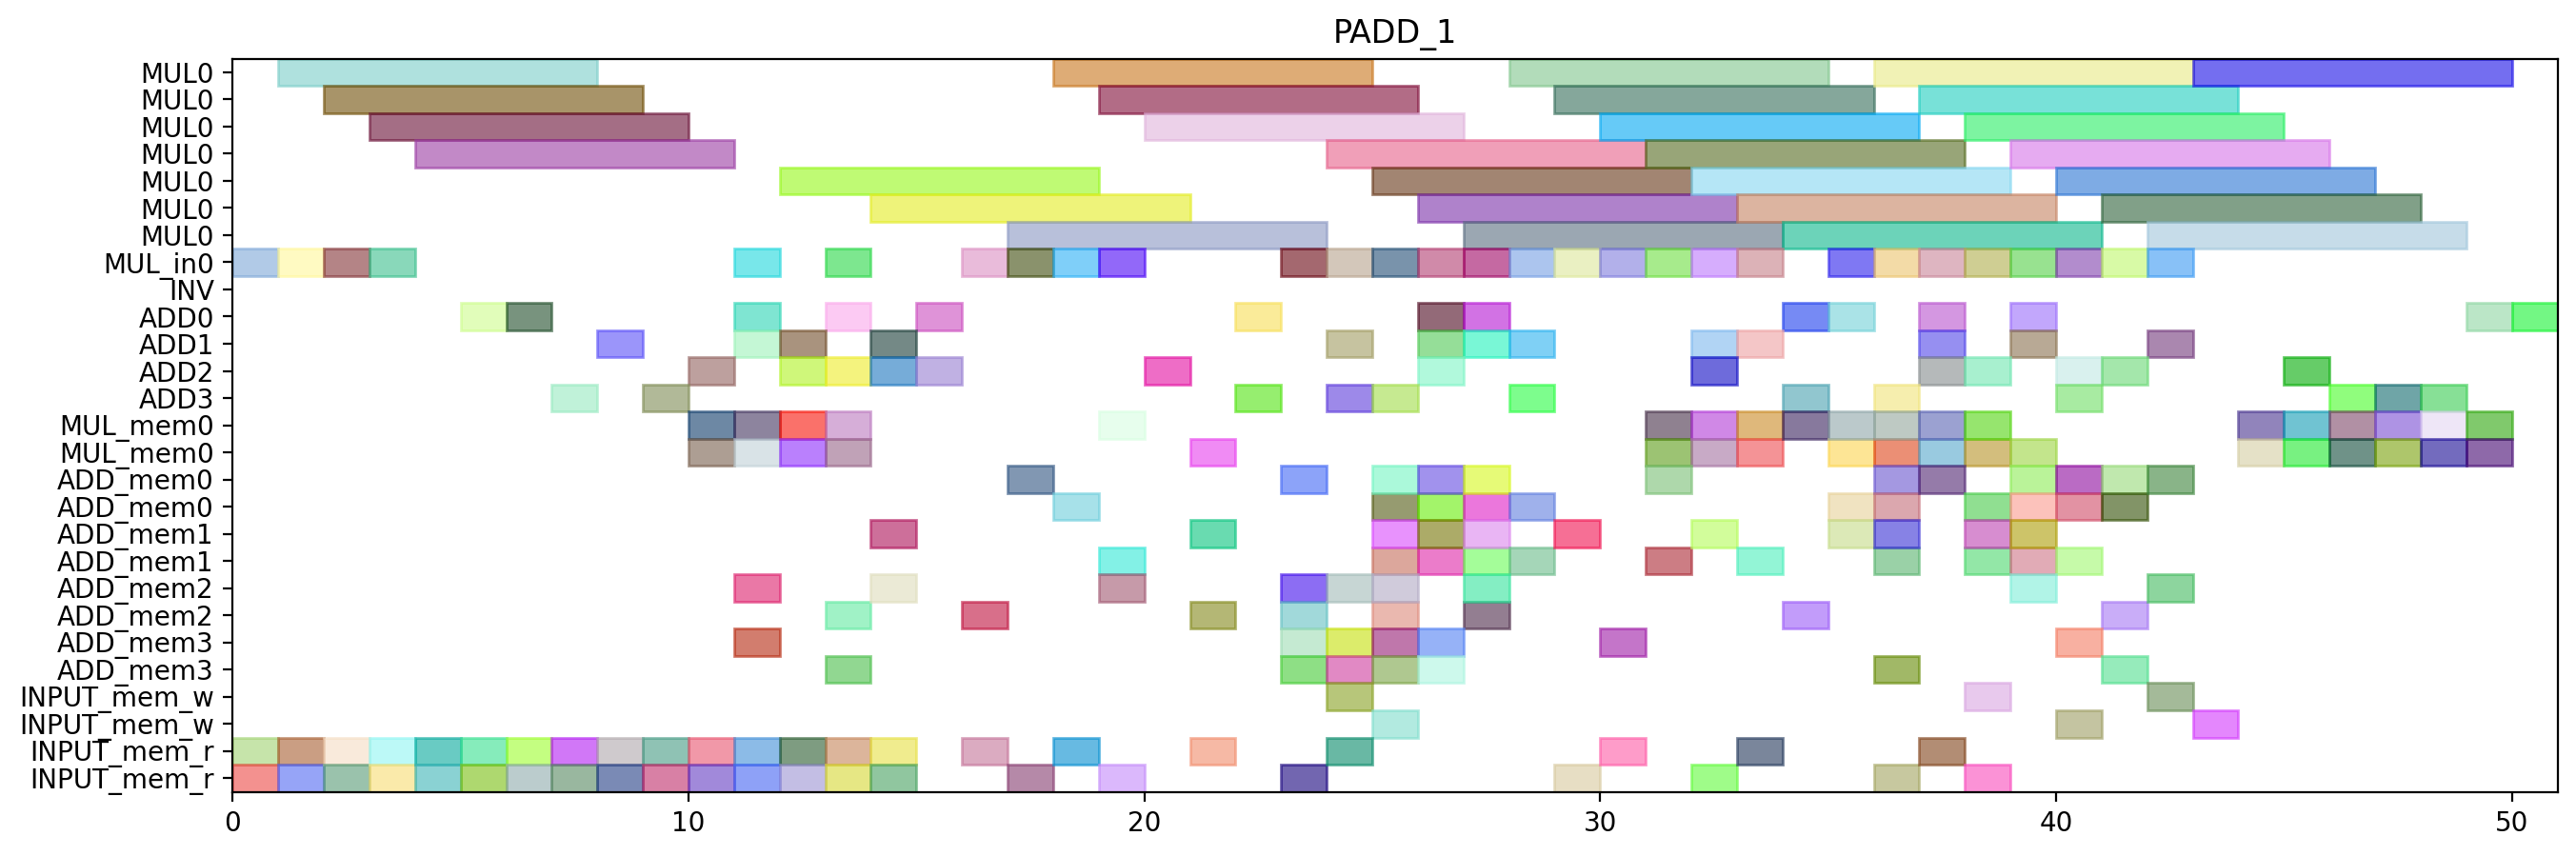 PADD_1
MUL0
MUL0
MUL0
MUL0
MUL0
MUL0
MUL0
MUL_in0
INV
ADD0
ADD1
ADD2
ADD3
MUL_mem0
MUL_mem0
ADD_mem0
ADD_mem0
ADD_mem1
ADD_mem1
ADD_mem2
ADD_mem2
ADD_mem3
ADD_mem3
INPUT_mem_w
INPUT_mem_w
INPUT_mem_r
INPUT_mem_r
0 10 20 30 40 50